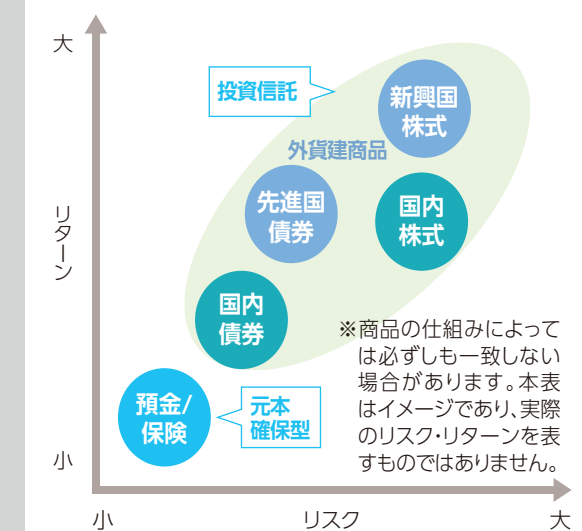 大
投資信託
新興国
株式
外貨建商品
先進国
債券
国内
株式
リターン
国内
債券
※商品の仕組みによって
は必ずしも一致しない
場合があります。本表
はイメージであり、実際
のリスク・リターンを表
すものではありません。
預金/
保険
元本
確保型
小
小
リスク
大